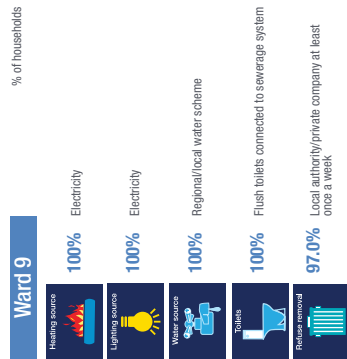 Ward 9
% of households
Heating source
100% Electricity
Lighting source
100% Electricity
Water source
100% Regional/local water scheme
Toilets
100% Flush toilets connected to sewerage system
Refuse removal
97.0% Local authority/private company at least
once a week